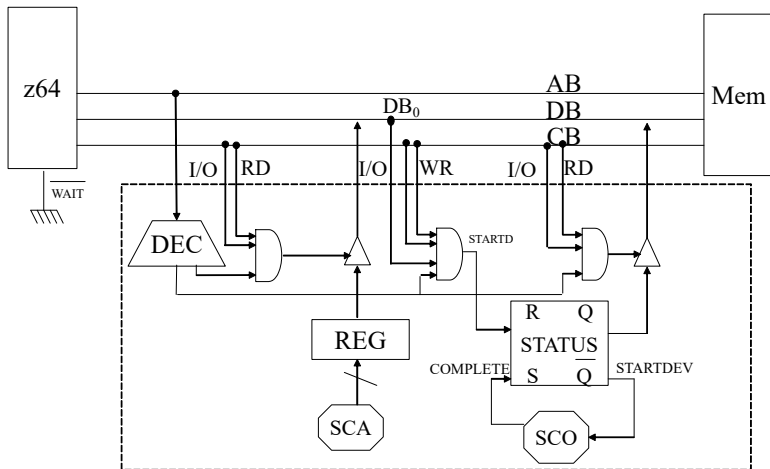 z64
Mem
AB
DB
CB
DB₀
I/O
RD
I/O
WR
I/O
RD
WAIT
DEC
STARTD
REG
R
Q
STATUS
S
Q
COMPLETE
STARTDEV
SCA
SCO